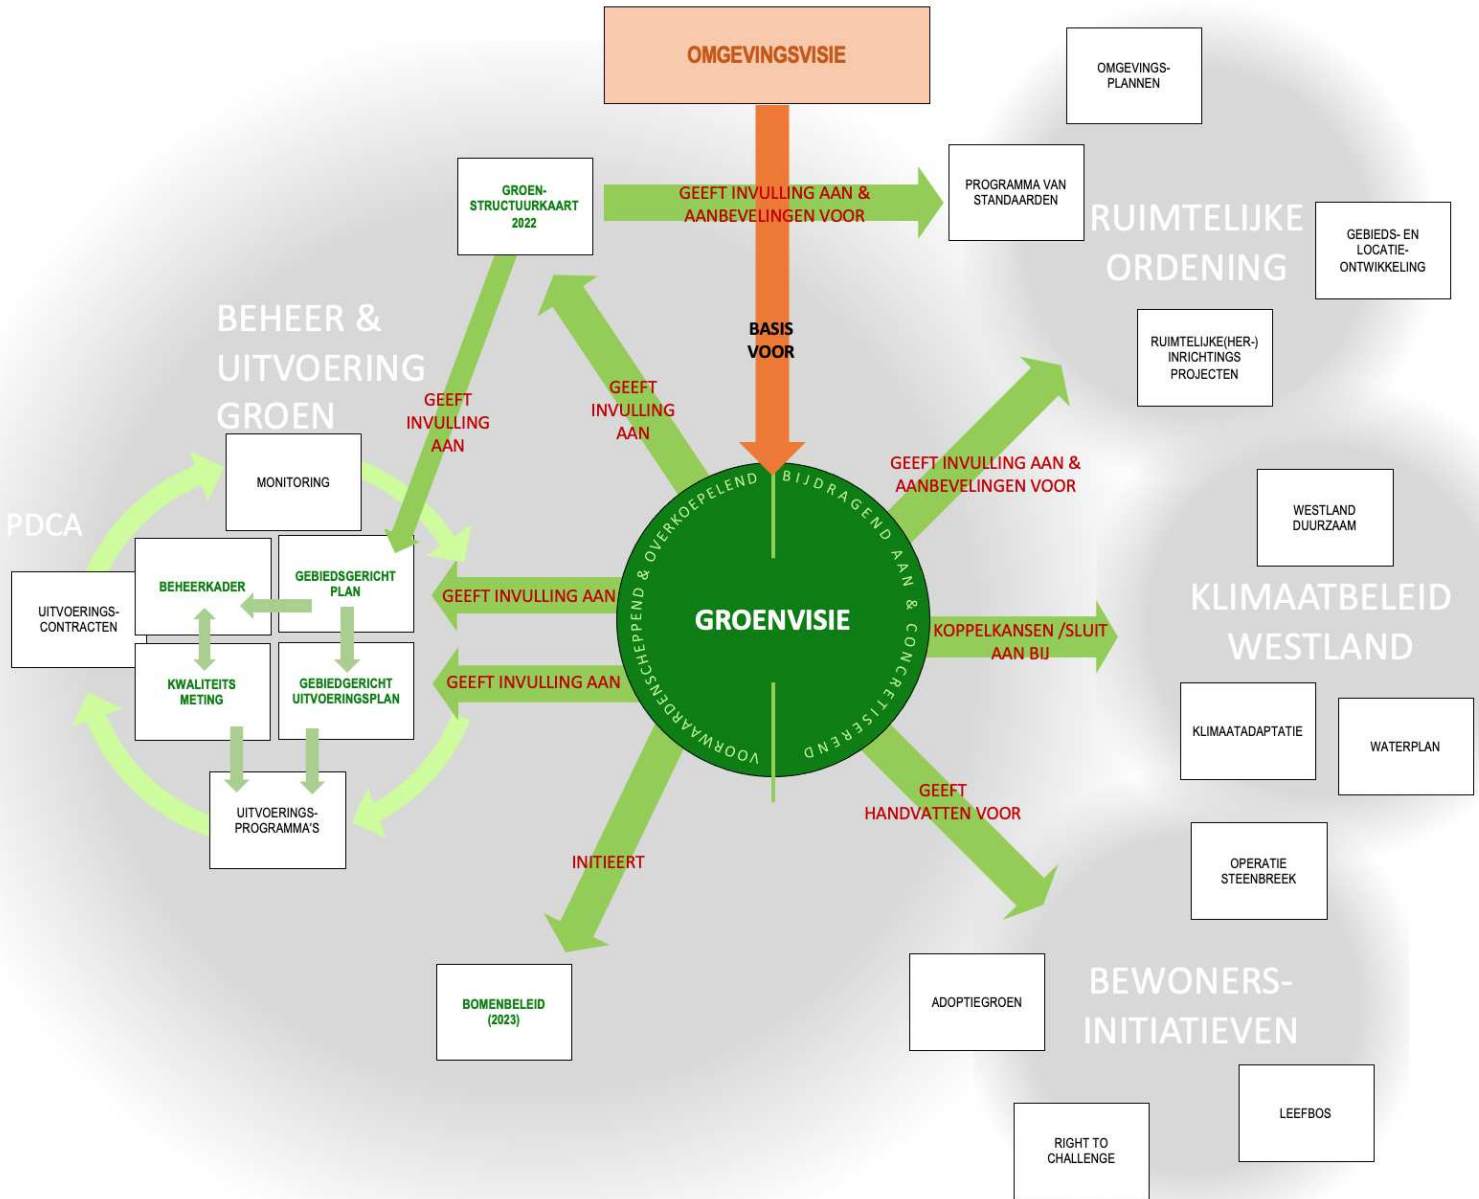 OMGEVINGSVISIE
OMGEVINGS-
PLANNEN
GROEN-
STRUCTUURKAART
2022
GEEFT INVULLING AAN &
AANBEVELINGEN VOOR
PROGRAMMA VAN
STANDAARDEN
RUIMTELIJKE
ORDENING
GEBIEDS- EN
LOCATIE-
ONTWIKKELING
RUIMTELIJKE(HER-)
INRICHTINGS
PROJECTEN
BEHEER &
UITVOERING
GROEN
BASIS
VOOR
GEEFT
INVULLING
AAN
GEEFT
INVULLING
AAN
GEEFT INVULLING AAN &
AANBEVELINGEN VOOR
MONITORING
PDCA
BEHEERKADER
GEBIEDSGERICHT
PLAN
UITVOERINGS-
CONTRACTEN
KWALITEITS
METING
GEBIEDGERICHT
UITVOERINGSPLAN
UITVOERINGS-
PROGRAMMA'S
GEEFT INVULLING AAN
GEEFT INVULLING AAN
VOORWAARDENSCHEPPEND & OVERKOEPELEND
BIJDRAGEND AAN & CONCRETISEREND
GROENVISIE
KOPPELKANSEN /SLUIT
AAN BIJ
WESTLAND
DUURZAAM
KLIMAATBELEID
WESTLAND
KLIMAATADAPTATIE
WATERPLAN
GEEFT
HANDVATTEN VOOR
INITIEERT
BOMENBELEID
(2023)
OPERATIE
STEENBREEK
ADOPTIEGROEN
BEWONERS-
INITIATIEVEN
LEEFBOS
RIGHT TO
CHALLENGE